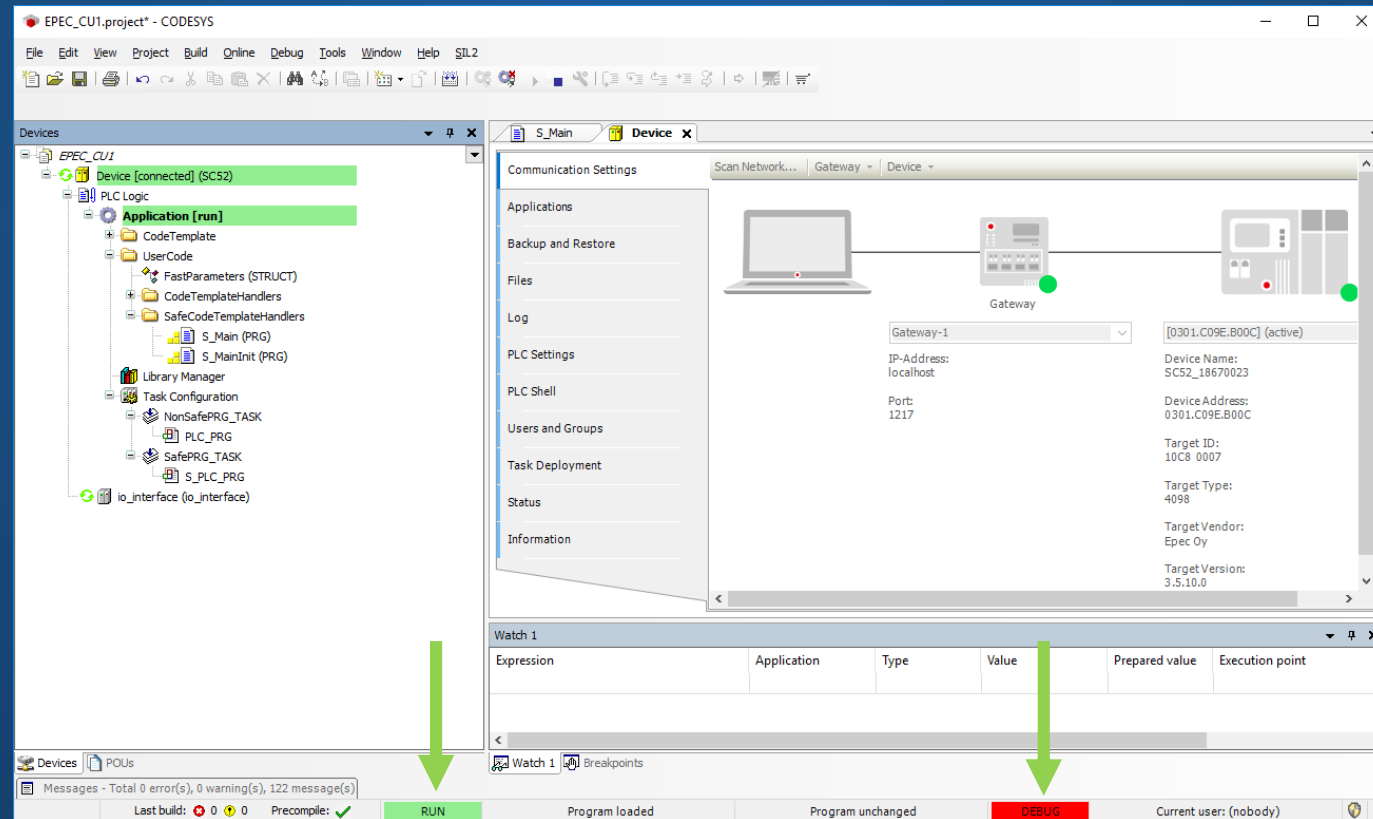 EPEC_CU1.project* - CODESYS
File Edit View Project Build Online Debug Tools Window Help SIL2
Devices
EPEC_CU1
Device [connected] (SC52)
PLC Logic
Application [run]
CodeTemplate
UserCode
FastParameters (STRUCT)
CodeTemplateHandlers
SafeCodeTemplateHandlers
S_Main (PRG)
S_MainInit (PRG)
Library Manager
Task Configuration
NonSafePRG_TASK
PLC_PRG
SafePRG_TASK
S_PLC_PRG
io_interface (io_interface)
Devices POUs
S_Main Device
Communication Settings
Applications
Backup and Restore
Files
Log
PLC Settings
PLC Shell
Users and Groups
Task Deployment
Status
Information
Scan Network... Gateway Device
Gateway
Gateway-1
IP-Address:
localhost
Port:
1217
[0301.C09E.B00C] (active)
Device Name:
SC52_18670023
Device Address:
0301.C09E.B00C
Target ID:
10C8 0007
Target Type:
4098
Target Vendor:
Epec Oy
Target Version:
3.5.10.0
Watch 1
Expression Application Type Value Prepared value Execution point
Watch 1 Breakpoints
Messages - Total 0 error(s), 0 warning(s), 122 message(s)
Last build: 0 0 Precompile: RUN Program loaded Program unchanged DEBUG Current user: (nobody)